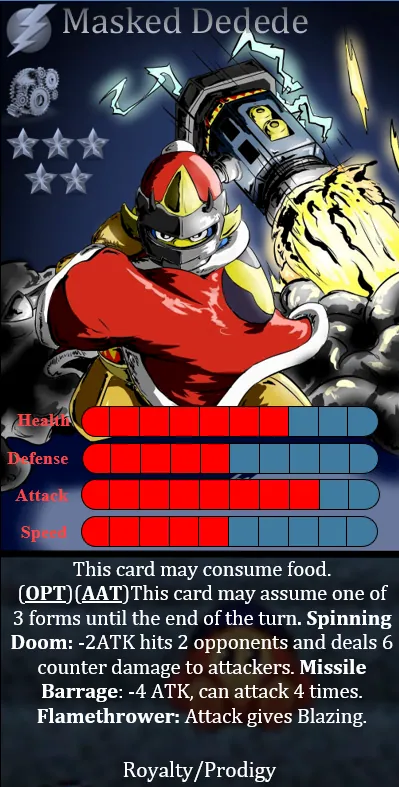 Masked Dedede
Health
Defense
Attack
Speed
This card may consume food.
(OPT)(AAT)This card may assume one of
3 forms until the end of the turn. Spinning
Doom: -2ATK hits 2 opponents and deals 6
counter damage to attackers. Missile
Barrage: -4 ATK, can attack 4 times.
Flamethrower: Attack gives Blazing.
Royalty/Prodigy